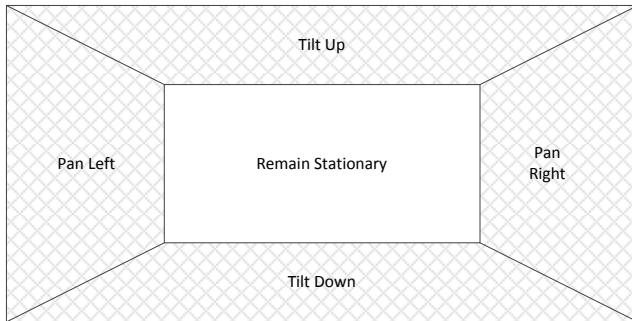 Tilt Up
Pan Left
Remain Stationary
Pan
Right
Tilt Down